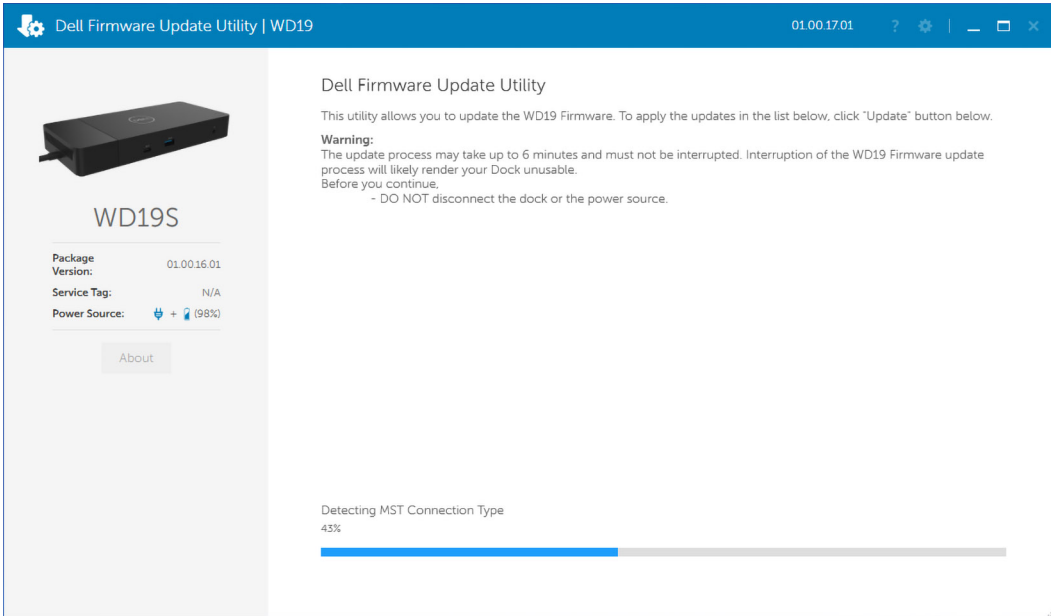 Dell Firmware Update Utility | WD19
01.00.17.01
?
Dell Firmware Update Utility
This utility allows you to update the WD19 Firmware. To apply the updates in the list below, click "Update" button below.
Warning:
The update process may take up to 6 minutes and must not be interrupted. Interruption of the WD19 Firmware update
process will likely render your Dock unusable.
Before you continue,
- DO NOT disconnect the dock or the power source.
WD19S
Package
Version:
01.00.16.01
Service Tag: N/A
Power Source: + (98%)
About
Detecting MST Connection Type
43%